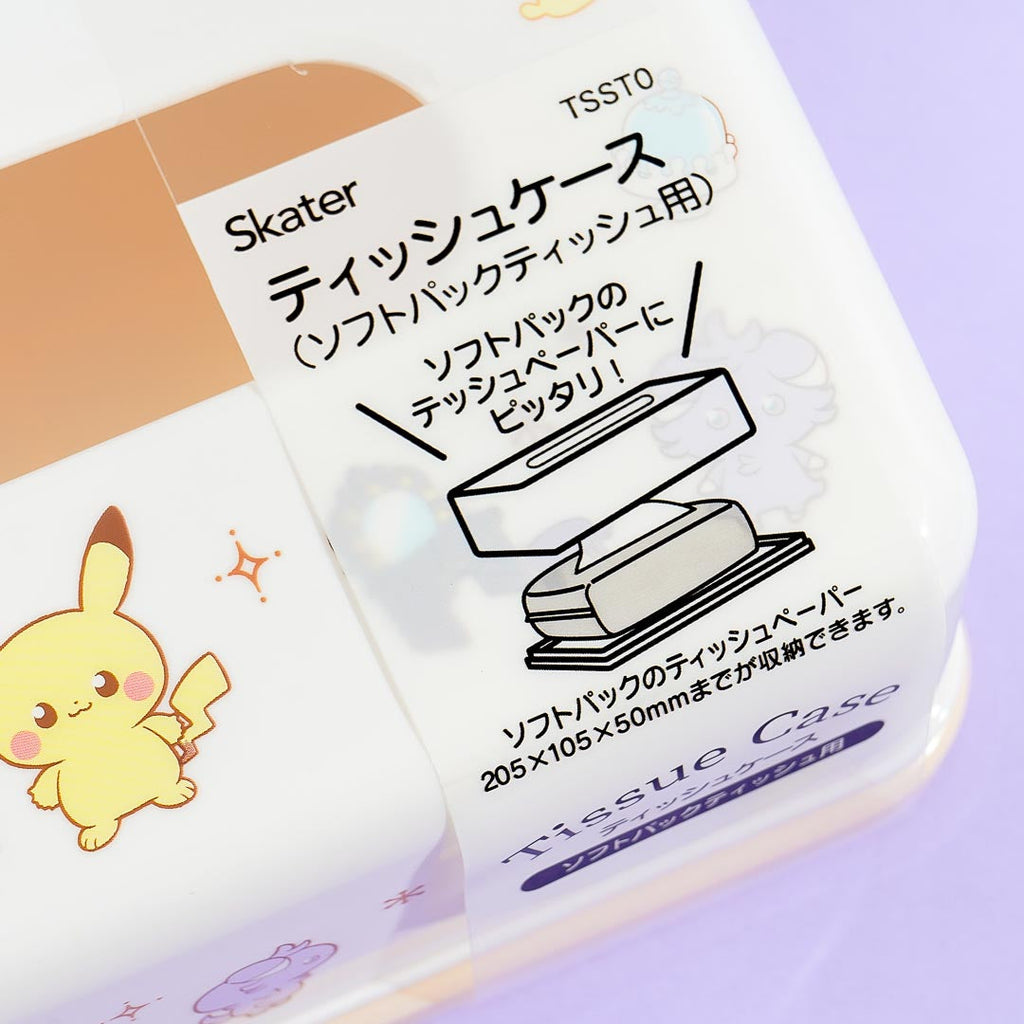 TSST0
Skater
ティッシュケース
（ソフトパックティッシュ用）
ソフトパックの
テッシュペーパーに
ピッタリ！
ソフトパックのティッシュペーパー
205×105×50mmまでが収納できます。
Tissue Case
ティッシュケース
ソフトパックティッシュ用